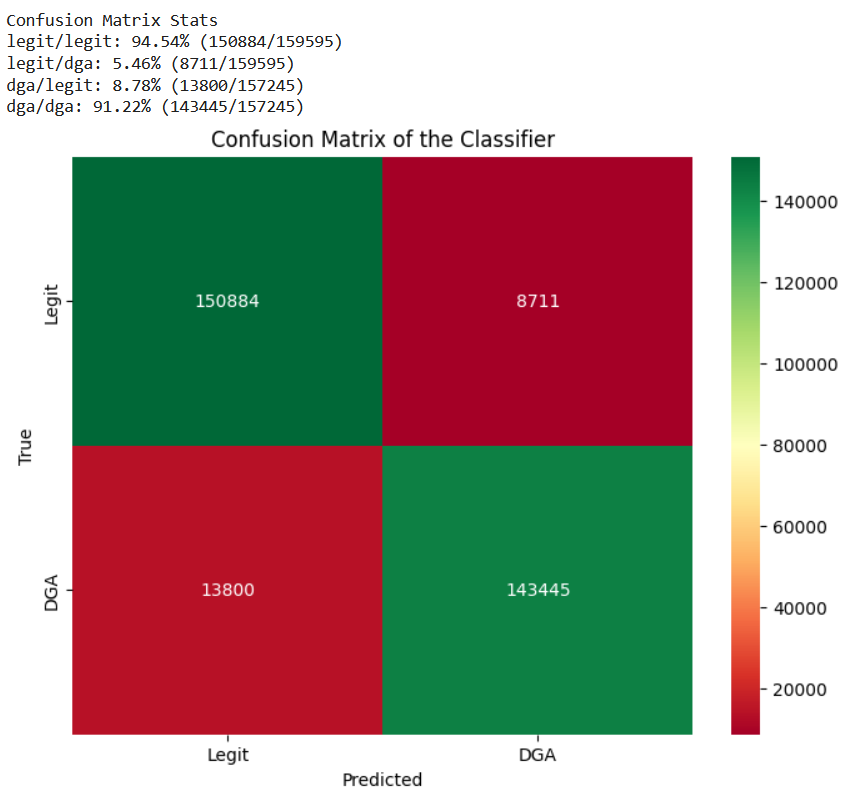 Confusion Matrix Stats
legit/legit: 94.54% (150884/159595)
legit/dga: 5.46% (8711/159595)
dga/legit: 8.78% (13800/157245)
dga/dga: 91.22% (143445/157245)
Confusion Matrix of the Classifier
True
Legit
150884
8711
DGA
13800
143445
Legit
DGA
Predicted
140000
120000
100000
80000
60000
40000
20000